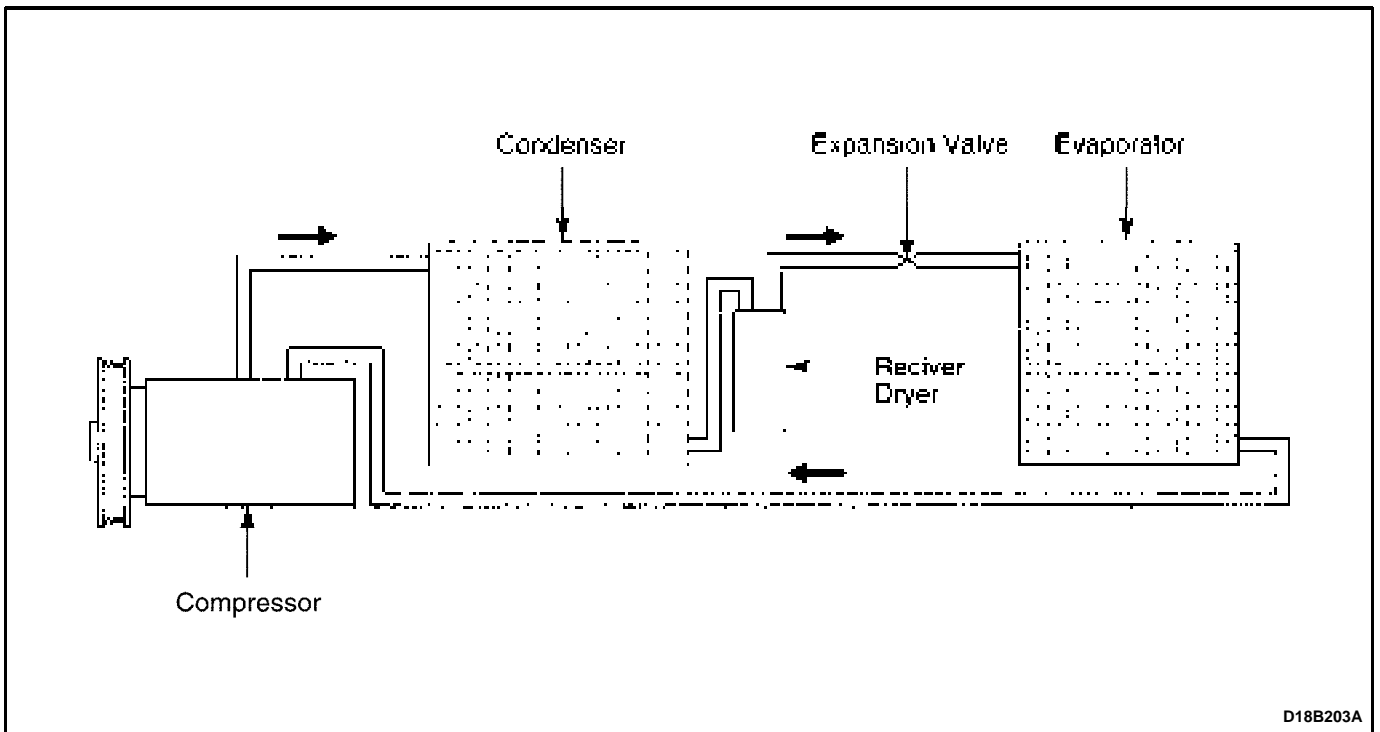 Condenser
Expansion Valve
Evaporator
Reciver
Dryer
Compressor
D18B203A